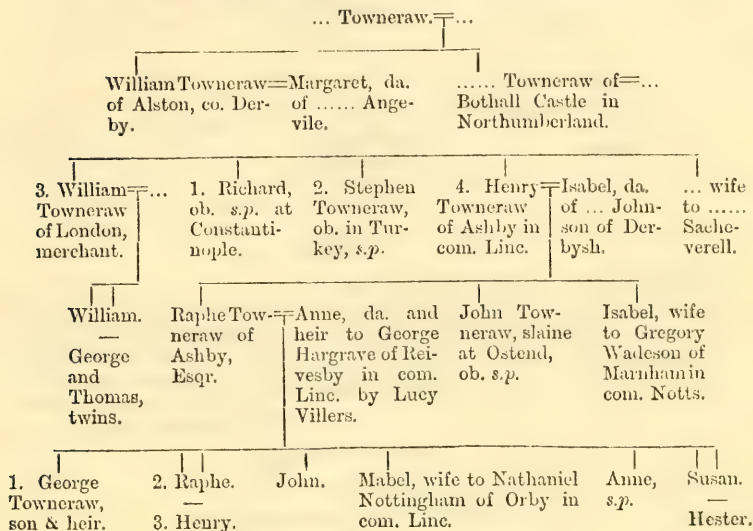 ... Towneraw.=...
William Towneraw=Margaret, da.
of Alston, co. Der-
by.
of ...... Ange-
vile.
...... Towneraw of=...
Bothall Castle in
Northumberland.
3. William=...
Towneraw
of London,
merchant.
1. Richard,
ob. s.p. at
Constanti-
nople.
2. Stephen
Towneraw,
ob. in Tur-
key, s.p.
4. Henry=
Towneraw
of Ashby in
com. Linc.
Isabel, da.
of ... John-
son of Der-
bysh.
... wife
to ......
Sache-
verell.
William.
—
George
and
Thomas,
twins.
Raphe Tow-=
neraw of
Ashby,
Esqr.
Anne, da. and
heir to George
Hargrave of Rei-
vesby in com.
Linc. by Lucy
Villers.
John Tow-
neraw, slaine
at Ostend,
ob. s.p.
Isabel, wife
to Gregory
Wadeson of
Marnham in
com. Notts.
1. George
Towneraw,
son & heir.
2. Raphe.
—
3. Henry.
John.
Mabel, wife to Nathaniel
Nottingham of Orby in
com. Linc.
Anne,
s.p.
Susan.
—
Hester.